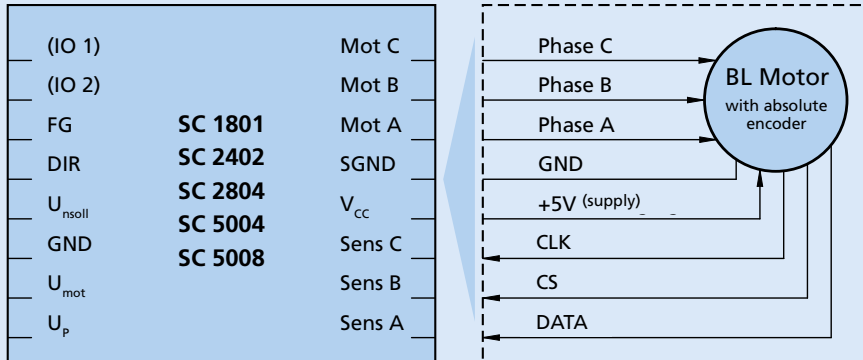 (IO 1)
(IO 2)
FG
DIR
Unsoll
GND
Umot
UP
SC 1801
SC 2402
SC 2804
SC 5004
SC 5008
Mot C
Mot B
Mot A
SGND
VCC
Sens C
Sens B
Sens A
Phase C
Phase B
Phase A
GND
+5V (supply)
CLK
CS
DATA
BL Motor
with absolute
encoder